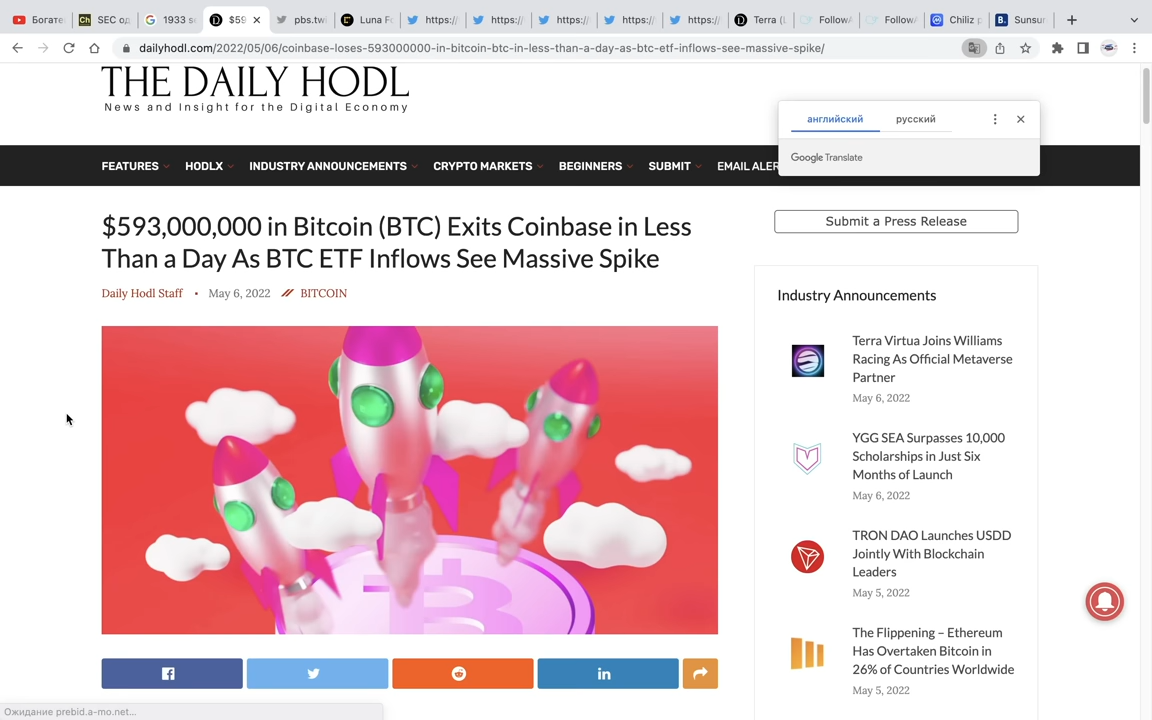 Богате
SEC од
1933 s
$59
pbs.tw
Luna Fo
https:/
https:/
https:/
https:/
https:/
Terra (L
FollowA
FollowA
Chiliz p
Sunsu
dailyhodl.com/2022/05/06/coinbase-loses-593000000-in-bitcoin-btc-in-less-than-a-day-as-btc-etf-inflows-see-massive-spike/
THE DAILY HODL
News and Insight for the Digital Economy
английский русский
Google Translate
FEATURES HODLX INDUSTRY ANNOUNCEMENTS CRYPTO MARKETS BEGINNERS SUBMIT EMAIL ALER
$593,000,000 in Bitcoin (BTC) Exits Coinbase in Less
Than a Day As BTC ETF Inflows See Massive Spike
Daily Hodl Staff • May 6, 2022 BITCOIN
Submit a Press Release
Industry Announcements
Terra Virtua Joins Williams
Racing As Official Metaverse
Partner
May 6, 2022
YGG SEA Surpasses 10,000
Scholarships in Just Six
Months of Launch
May 6, 2022
TRON DAO Launches USDD
Jointly With Blockchain
Leaders
May 5, 2022
The Flippening – Ethereum
Has Overtaken Bitcoin in
26% of Countries Worldwide
May 5, 2022
Ожидание prebid.a-mo.net...